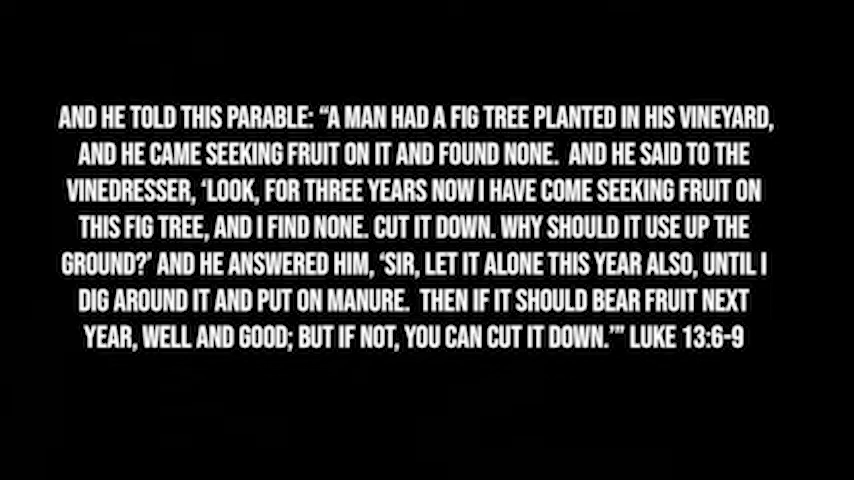 AND HE TOLD THIS PARABLE: “A MAN HAD A FIG TREE PLANTED IN HIS VINEYARD,
AND HE CAME SEEKING FRUIT ON IT AND FOUND NONE.  AND HE SAID TO THE
VINEDRESSER, ‘LOOK, FOR THREE YEARS NOW I HAVE COME SEEKING FRUIT ON
THIS FIG TREE, AND I FIND NONE. CUT IT DOWN. WHY SHOULD IT USE UP THE
GROUND?’ AND HE ANSWERED HIM, ‘SIR, LET IT ALONE THIS YEAR ALSO, UNTIL I
DIG AROUND IT AND PUT ON MANURE.  THEN IF IT SHOULD BEAR FRUIT NEXT
YEAR, WELL AND GOOD; BUT IF NOT, YOU CAN CUT IT DOWN.’” LUKE 13:6-9